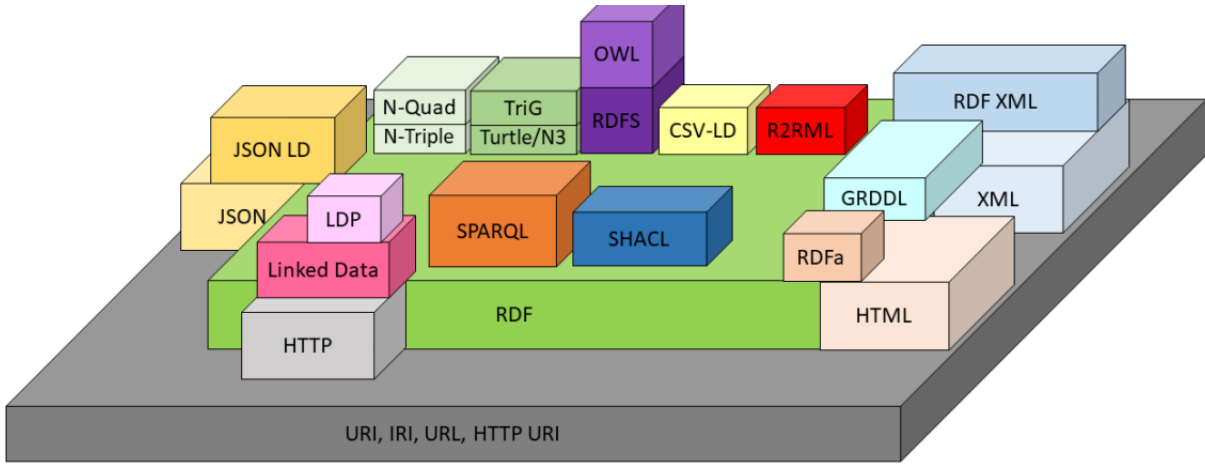 OWL
N-Quad
TriG
RDFS
CSV-LD
R2RML
RDF XML
N-Triple
Turtle/N3
JSON LD
JSON
LDP
SPARQL
SHACL
GRDDL
XML
Linked Data
RDFa
HTTP
RDF
HTML
URI, IRI, URL, HTTP URI